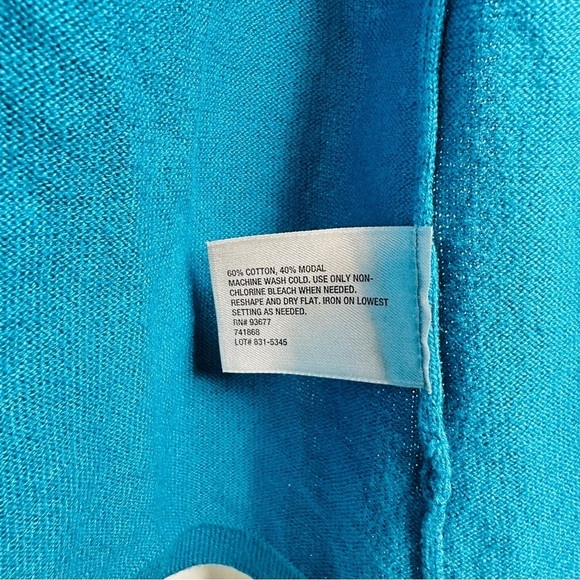 60% COTTON, 40% MODAL
MACHINE WASH COLD. USE ONLY NON-
CHLORINE BLEACH WHEN NEEDED.
RESHAPE AND DRY FLAT. IRON ON LOWEST
SETTING AS NEEDED.
RN# 93677
741868
LOT# 831-5345